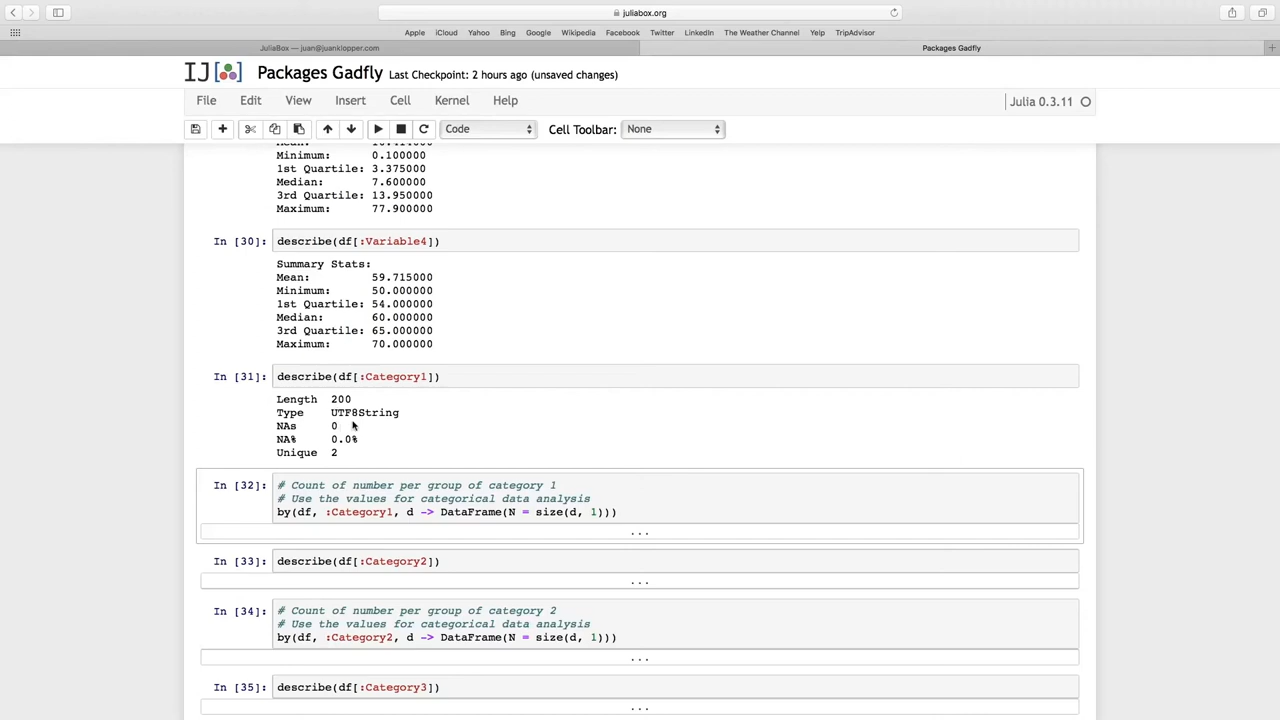 juliabox.org
Apple iCloud Yahoo Bing Google Wikipedia Facebook Twitter LinkedIn The Weather Channel Yelp TripAdvisor
JuliaBox — juan@juanklopper.com
Packages Gadfly
IJ[ ] Packages Gadfly Last Checkpoint: 2 hours ago (unsaved changes)
File Edit View Insert Cell Kernel Help Julia 0.3.11
Code Cell Toolbar: None
Minimum: 0.100000
1st Quartile: 3.375000
Median: 7.600000
3rd Quartile: 13.950000
Maximum: 77.900000
In [30]: describe(df[:Variable4])
Summary Stats:
Mean: 59.715000
Minimum: 50.000000
1st Quartile: 54.000000
Median: 60.000000
3rd Quartile: 65.000000
Maximum: 70.000000
In [31]: describe(df[:Category1])
Length 200
Type UTF8String
NAs 0
NA% 0.0%
Unique 2
In [32]: # Count of number per group of category 1
# Use the values for categorical data analysis
by(df, :Category1, d -> DataFrame(N = size(d, 1)))
...
In [33]: describe(df[:Category2])
...
In [34]: # Count of number per group of category 2
# Use the values for categorical data analysis
by(df, :Category2, d -> DataFrame(N = size(d, 1)))
...
In [35]: describe(df[:Category3])
...